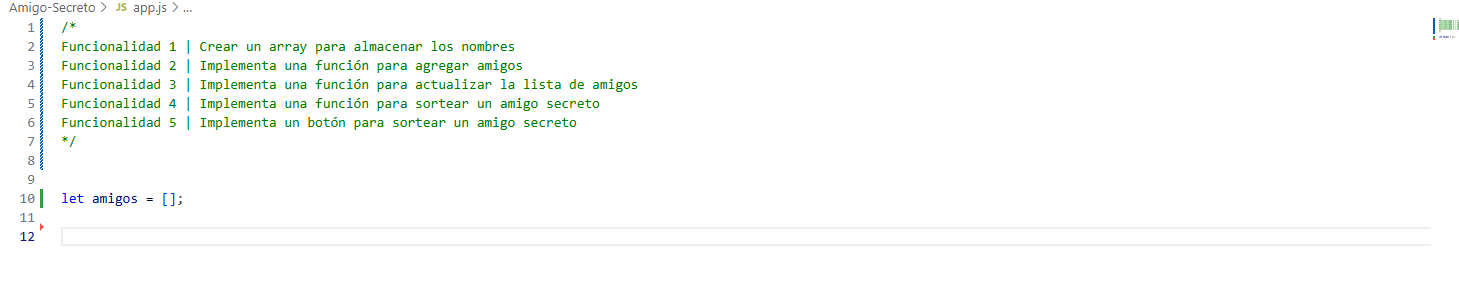 Amigo-Secreto > JS app.js > ...
1 /*
2 Funcionalidad 1 | Crear un array para almacenar los nombres
3 Funcionalidad 2 | Implementa una función para agregar amigos
4 Funcionalidad 3 | Implementa una función para actualizar la lista de amigos
5 Funcionalidad 4 | Implementa una función para sortear un amigo secreto
6 Funcionalidad 5 | Implementa un botón para sortear un amigo secreto
7 */
8
9
10 let amigos = [];
11
12